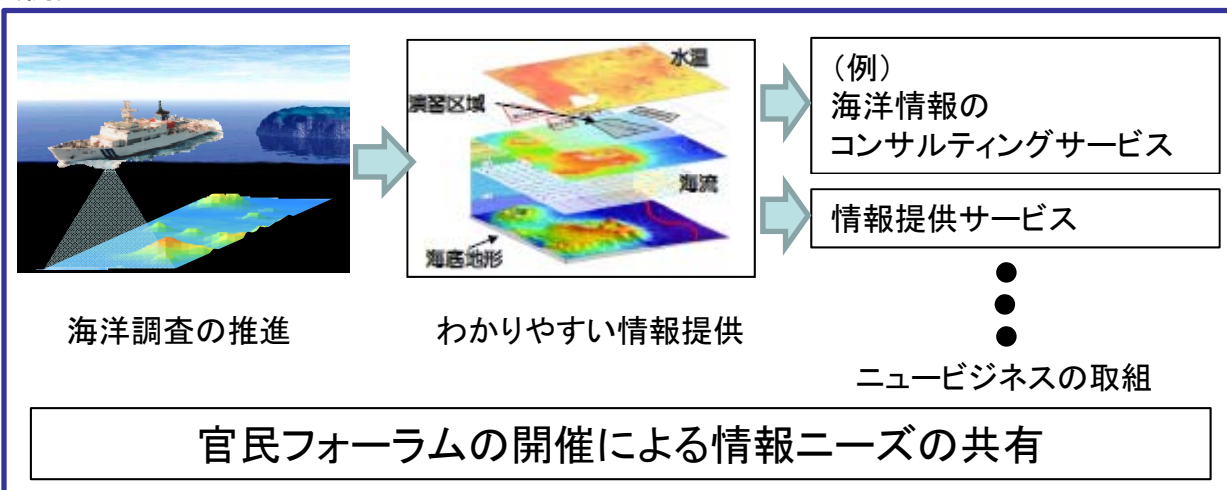 水温
演習区域
海流
海底地形
(例)
海洋情報の
コンサルティングサービス
情報提供サービス
海洋調査の推進
わかりやすい情報提供
ニュービジネスの取組
官民フォーラムの開催による情報ニーズの共有